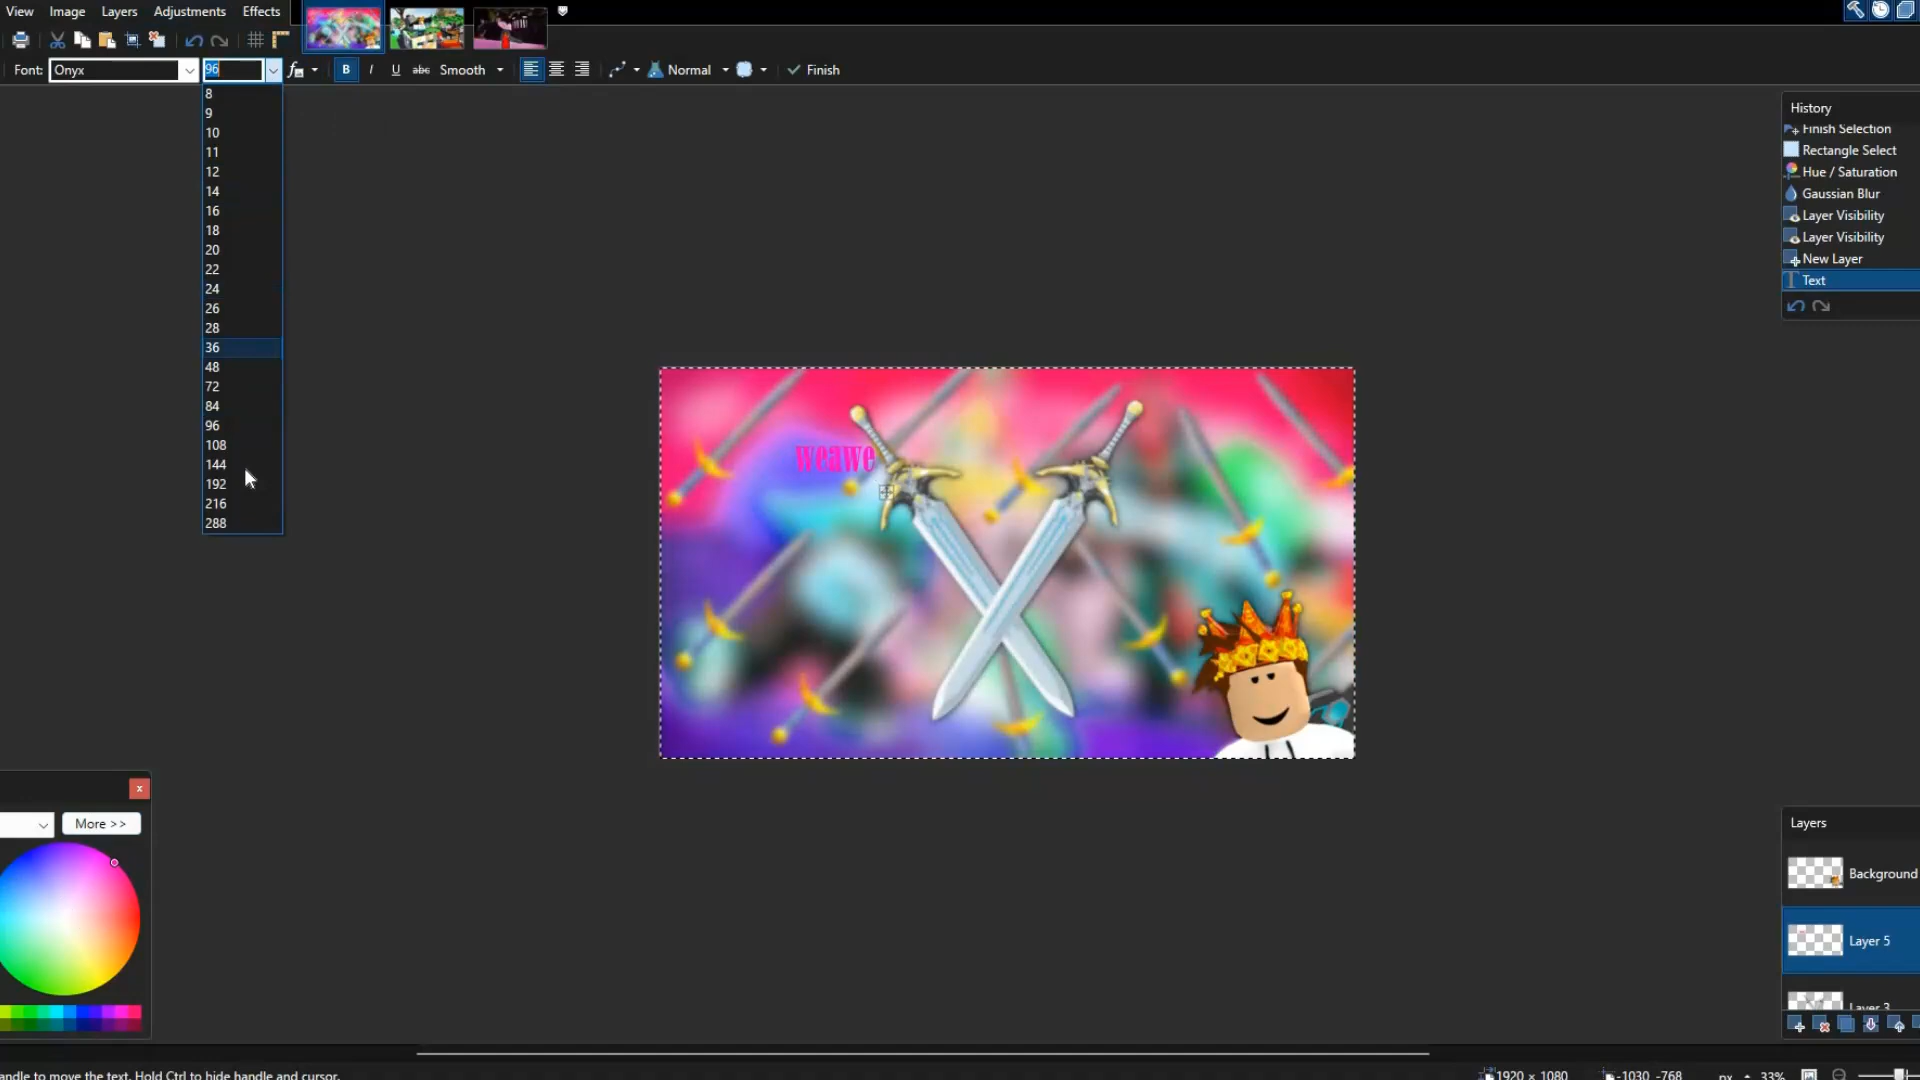 View Image Layers Adjustments Effects
Font: Onyx 96 B I U abc Smooth Normal Finish
8
9
10
11
12
14
16
18
20
22
24
26
28
36
48
72
84
96
108
144
192
216
288
weawe
History
Finish Selection
Rectangle Select
Hue / Saturation
Gaussian Blur
Layer Visibility
Layer Visibility
New Layer
Text
More >>
Layers
Background
Layer 5
Layer 3
andle to move the text. Hold Ctrl to hide handle and cursor.
1920 × 1080 -1030, -768 px 33%